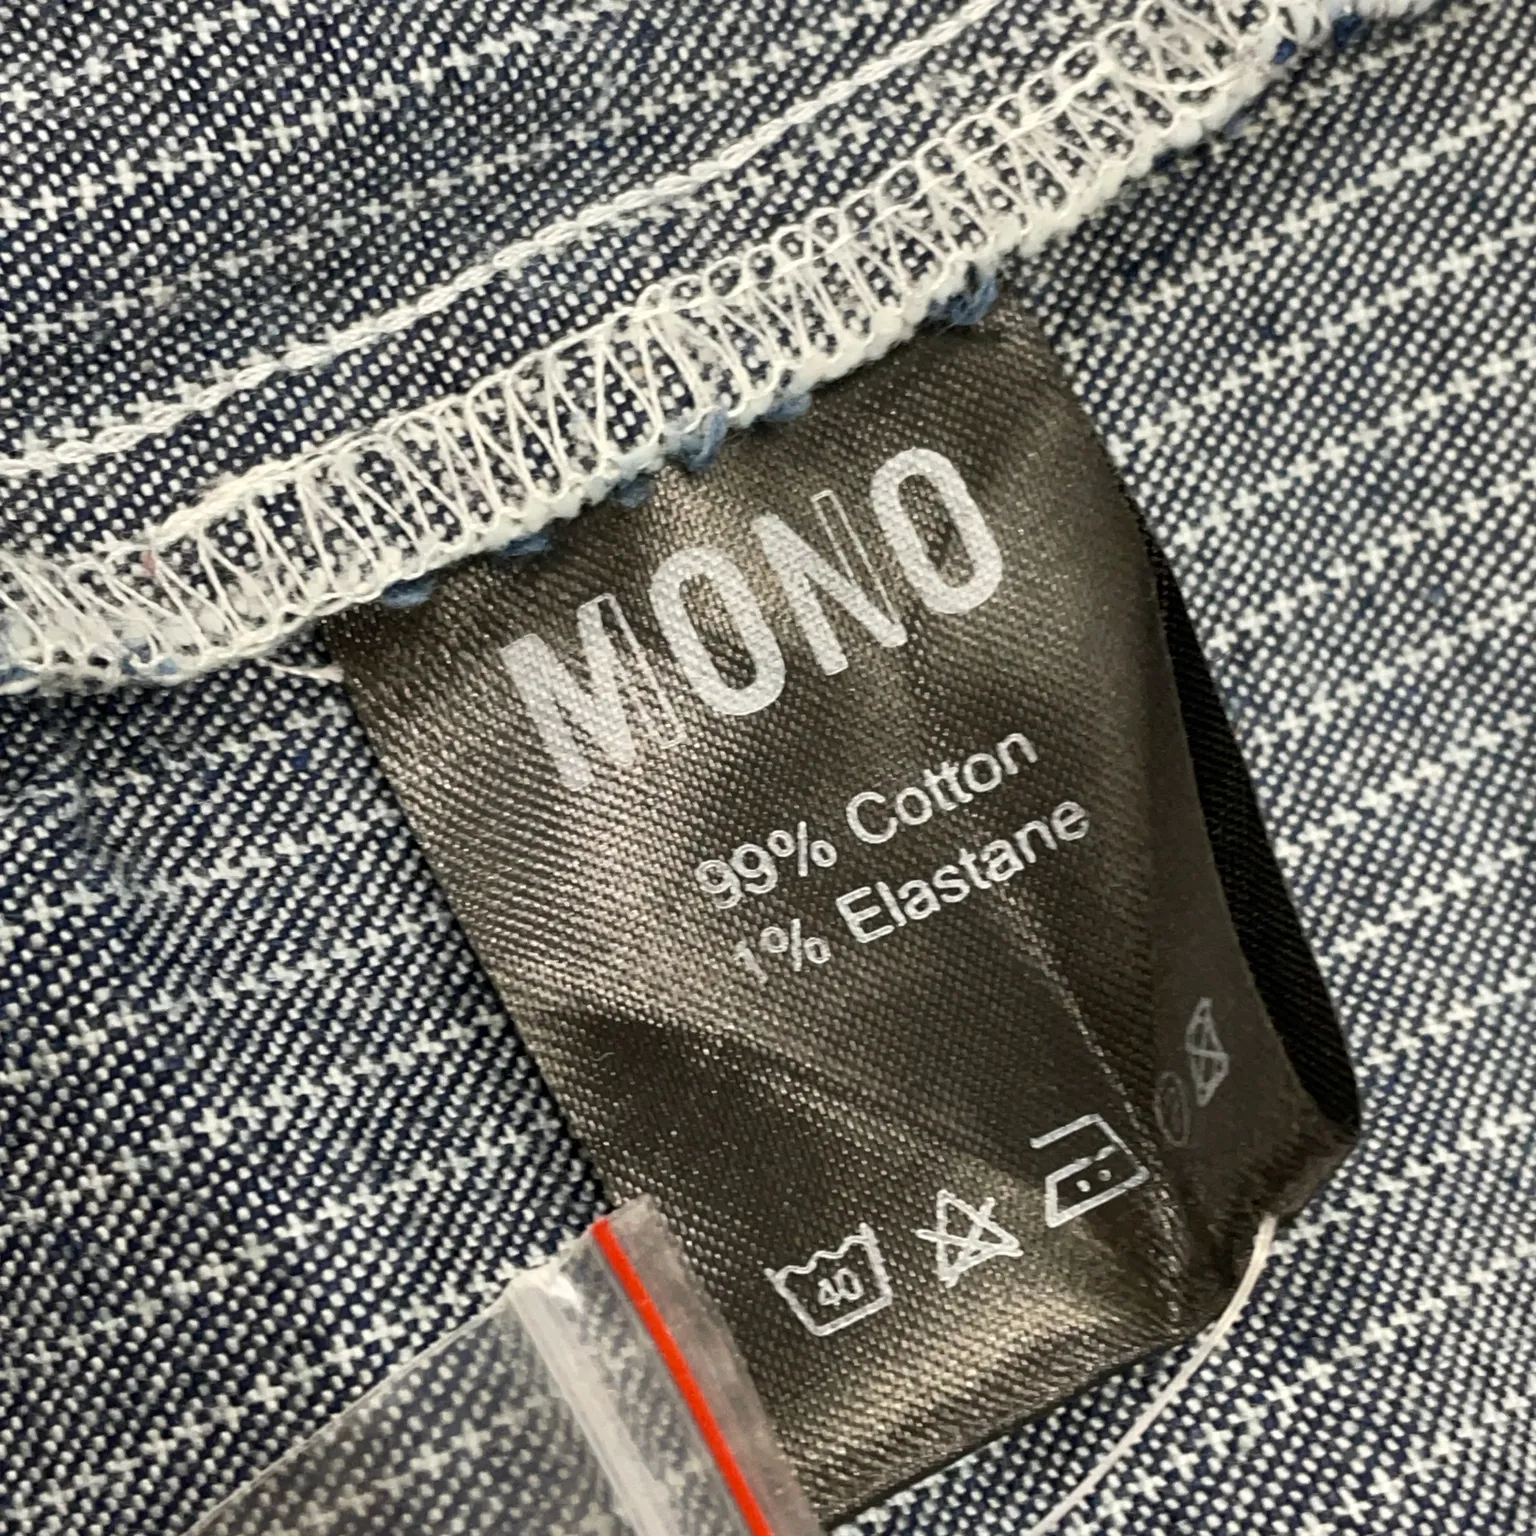 MONO
99% Cotton
1% Elastane
40